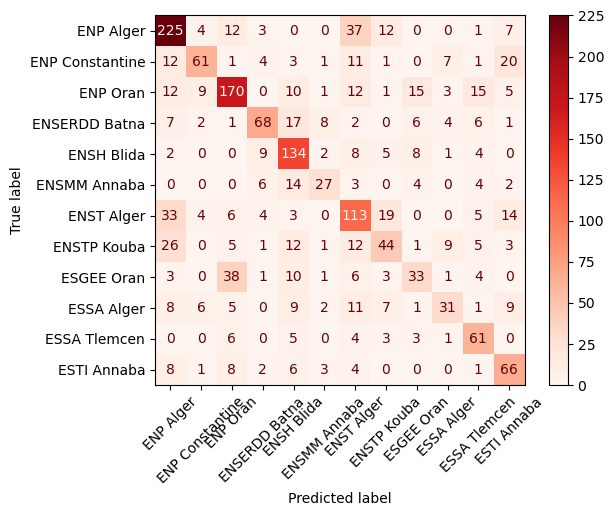 ENP Alger 225 4 12 3 0 0 37 12 0 0 1 7
ENP Constantine 12 61 1 4 3 1 11 1 0 7 1 20
ENP Oran 12 9 170 0 10 1 12 1 15 3 15 5
ENSERDD Batna 7 2 1 68 17 8 2 0 6 4 6 1
ENSH Blida 2 0 0 9 134 2 8 5 8 1 4 0
ENSMM Annaba 0 0 0 6 14 27 3 0 4 0 4 2
ENST Alger 33 4 6 4 3 0 113 19 0 0 5 14
ENSTP Kouba 26 0 5 1 12 1 12 44 1 9 5 3
ESGEE Oran 3 0 38 1 10 1 6 3 33 1 4 0
ESSA Alger 8 6 5 0 9 2 11 7 1 31 1 9
ESSA Tlemcen 0 0 6 0 5 0 4 3 3 1 61 0
ESTI Annaba 8 1 8 2 6 3 4 0 0 0 1 66
True label
ENP Alger
ENP Constantine
ENP Oran
ENSERDD Batna
ENSH Blida
ENSMM Annaba
ENST Alger
ENSTP Kouba
ESGEE Oran
ESSA Alger
ESSA Tlemcen
ESTI Annaba
Predicted label
225
200
175
150
125
100
75
50
25
0